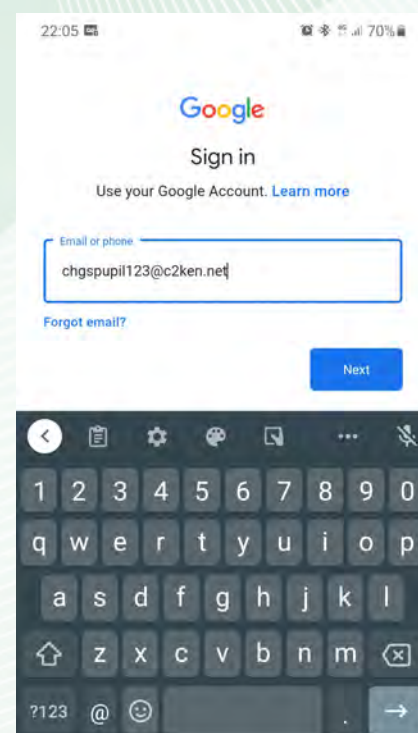 22:05 70%
Google
Sign in
Use your Google Account. Learn more
Email or phone
chgspupil123@c2ken.net
Forgot email?
Next
1 2 3 4 5 6 7 8 9 0
q w e r t y u i o p
a s d f g h j k l
z x c v b n m
?123 @ .